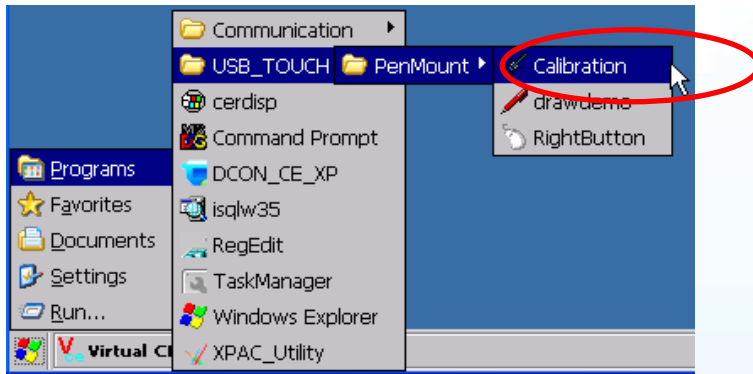 Programs
Favorites
Documents
Settings
Run...
Communication
USB_TOUCH
cerdisp
Command Prompt
DCON_CE_XP
isqlw35
RegEdit
TaskManager
Windows Explorer
XPAC_Utility
PenMount
Calibration
drawdemo
RightButton
Virtual C